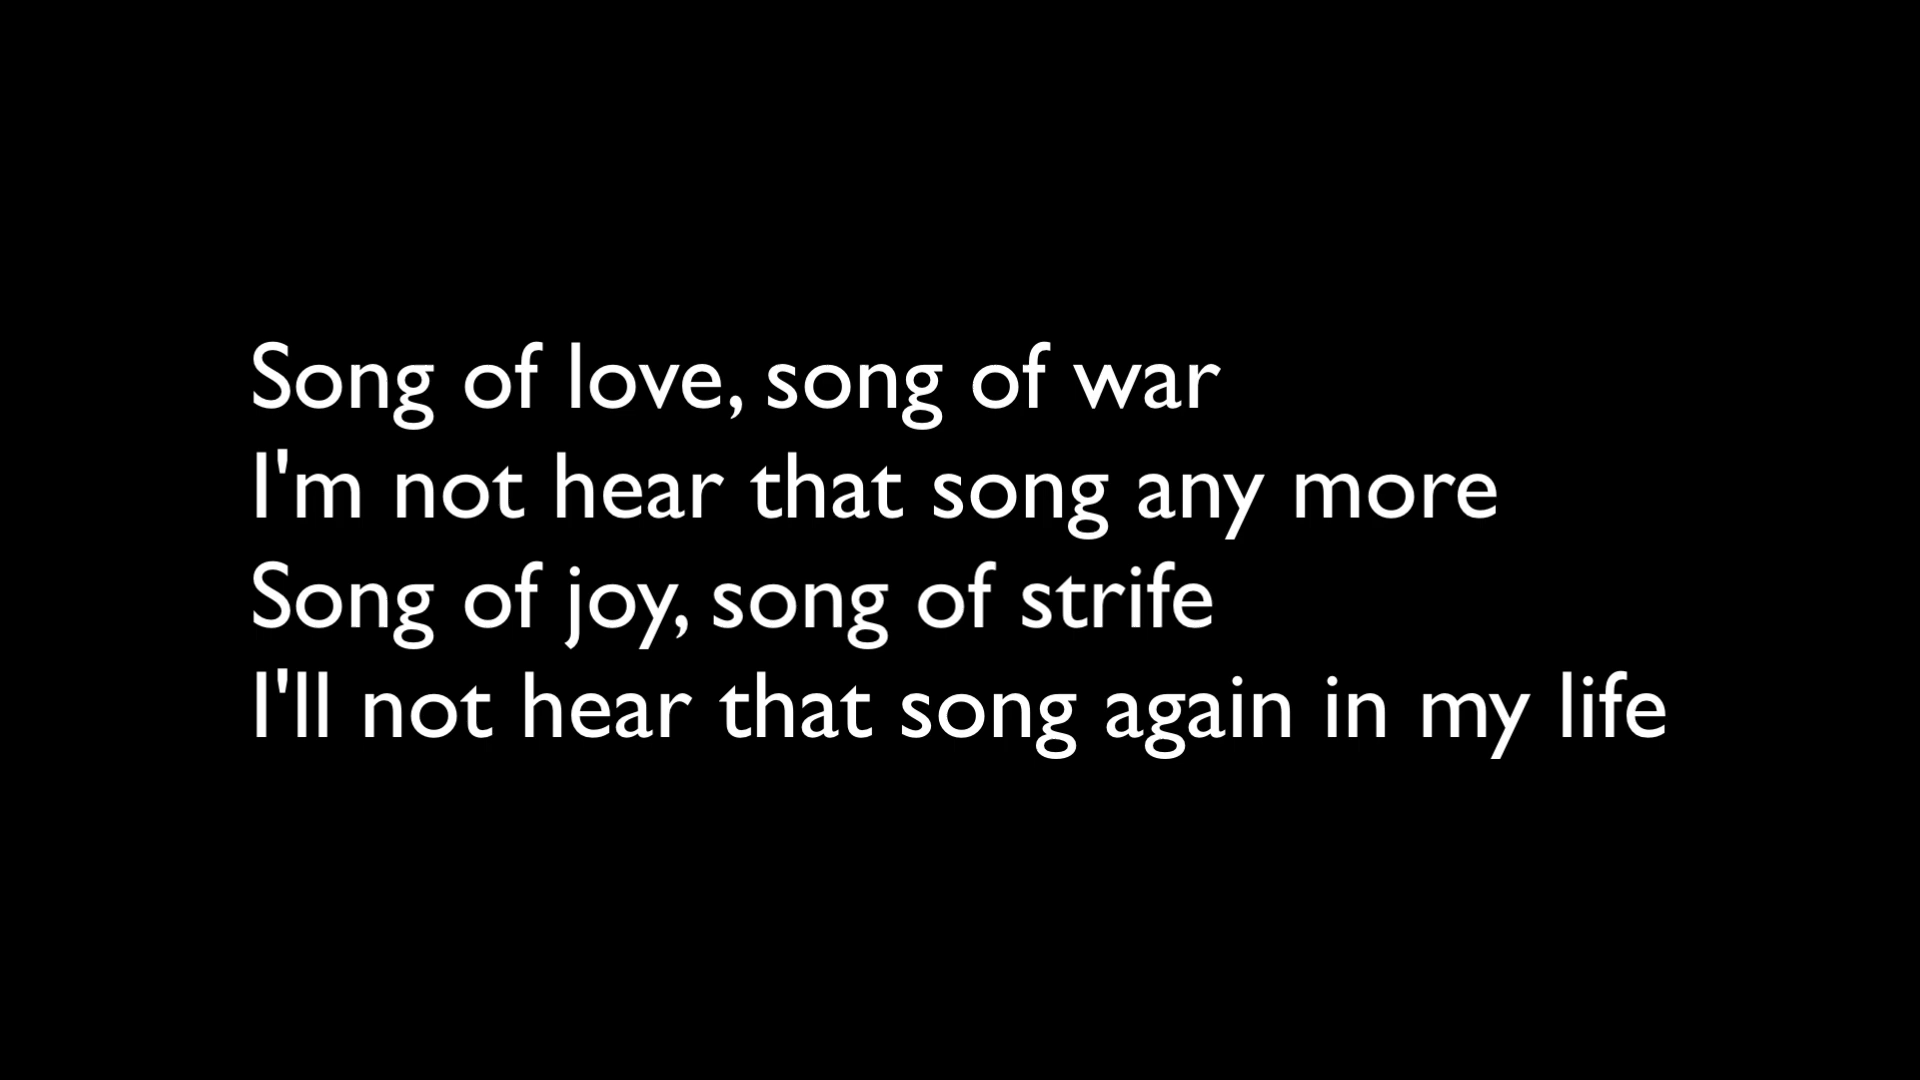 Song of love, song of war
I'm not hear that song any more
Song of joy, song of strife
I'll not hear that song again in my life